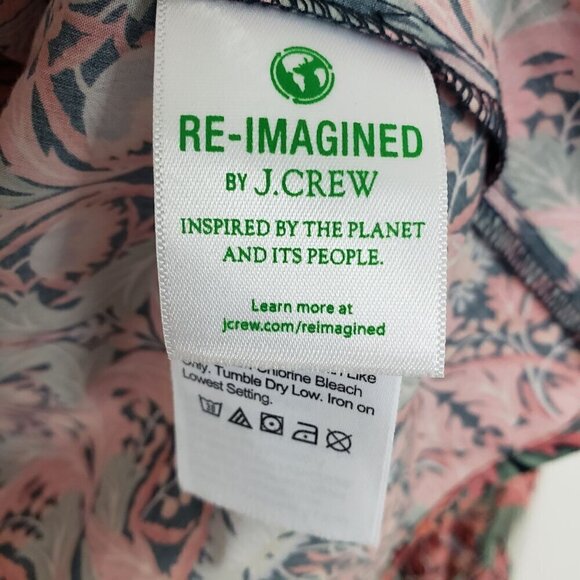 RE-IMAGINED
BY J.CREW
INSPIRED BY THE PLANET
AND ITS PEOPLE.
Learn more at
jcrew.com/reimagined
Like
Only. Tumble Dry Low. Iron on
Chlorine Bleach
Lowest Setting.